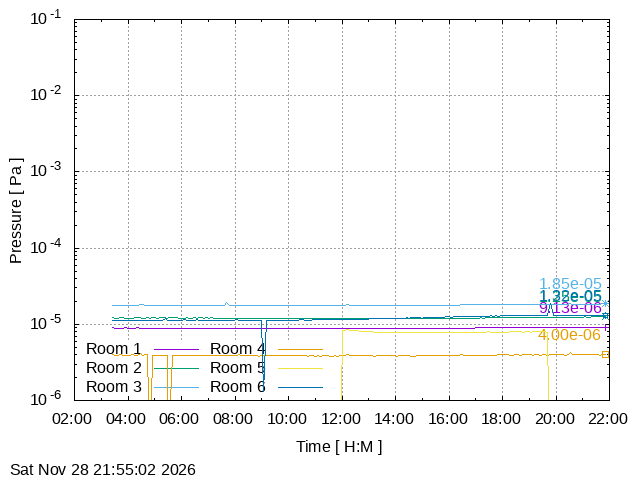 10^-1
10^-2
10^-3
10^-4
10^-5
10^-6
Pressure [ Pa ]
1.85e-05
9.13e-06
4.00e-06
Room 1 Room 4
Room 2 Room 5
Room 3 Room 6
02:00 04:00 06:00 08:00 10:00 12:00 14:00 16:00 18:00 20:00 22:00
Time [ H:M ]
Sat Nov 28 21:55:02 2026